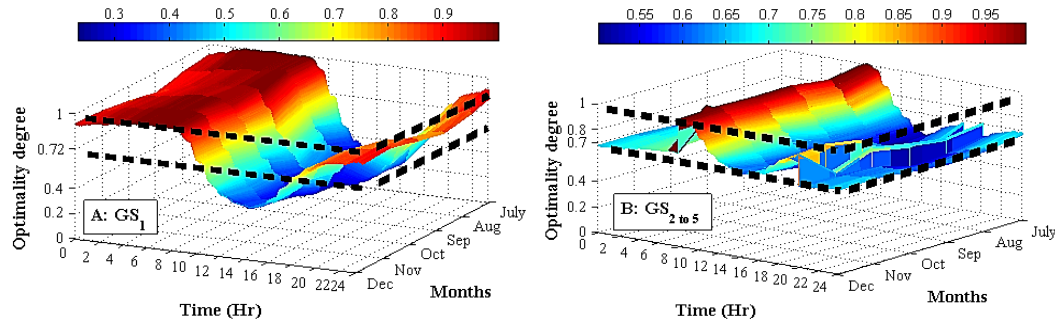 0.3 0.4 0.5 0.6 0.7 0.8 0.9
Optimality degree
1
0.72
0.4
0.2
0
A: GS1
0 2 4 6 8 10 12 14 16 18 20 22 24
Time (Hr)
Dec Nov Oct Sep Aug July
Months
0.55 0.6 0.65 0.7 0.75 0.8 0.85 0.9 0.95
Optimality degree
1
0.8
0.7
0.4
0.2
0
B: GS2 to 5
0 2 4 6 8 10 12 14 16 18 20 22 24
Time (Hr)
Dec Nov Oct Sep Aug July
Months